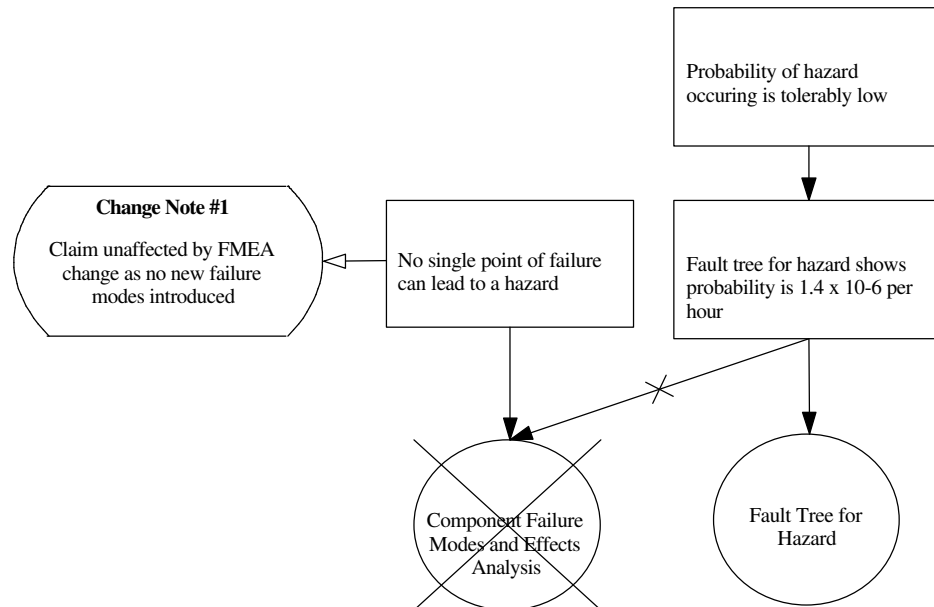 Probability of hazard
occuring is tolerably low
Change Note #1
Claim unaffected by FMEA
change as no new failure
modes introduced
No single point of failure
can lead to a hazard
Fault tree for hazard shows
probability is 1.4 x 10-6 per
hour
Component Failure
Modes and Effects
Analysis
Fault Tree for
Hazard